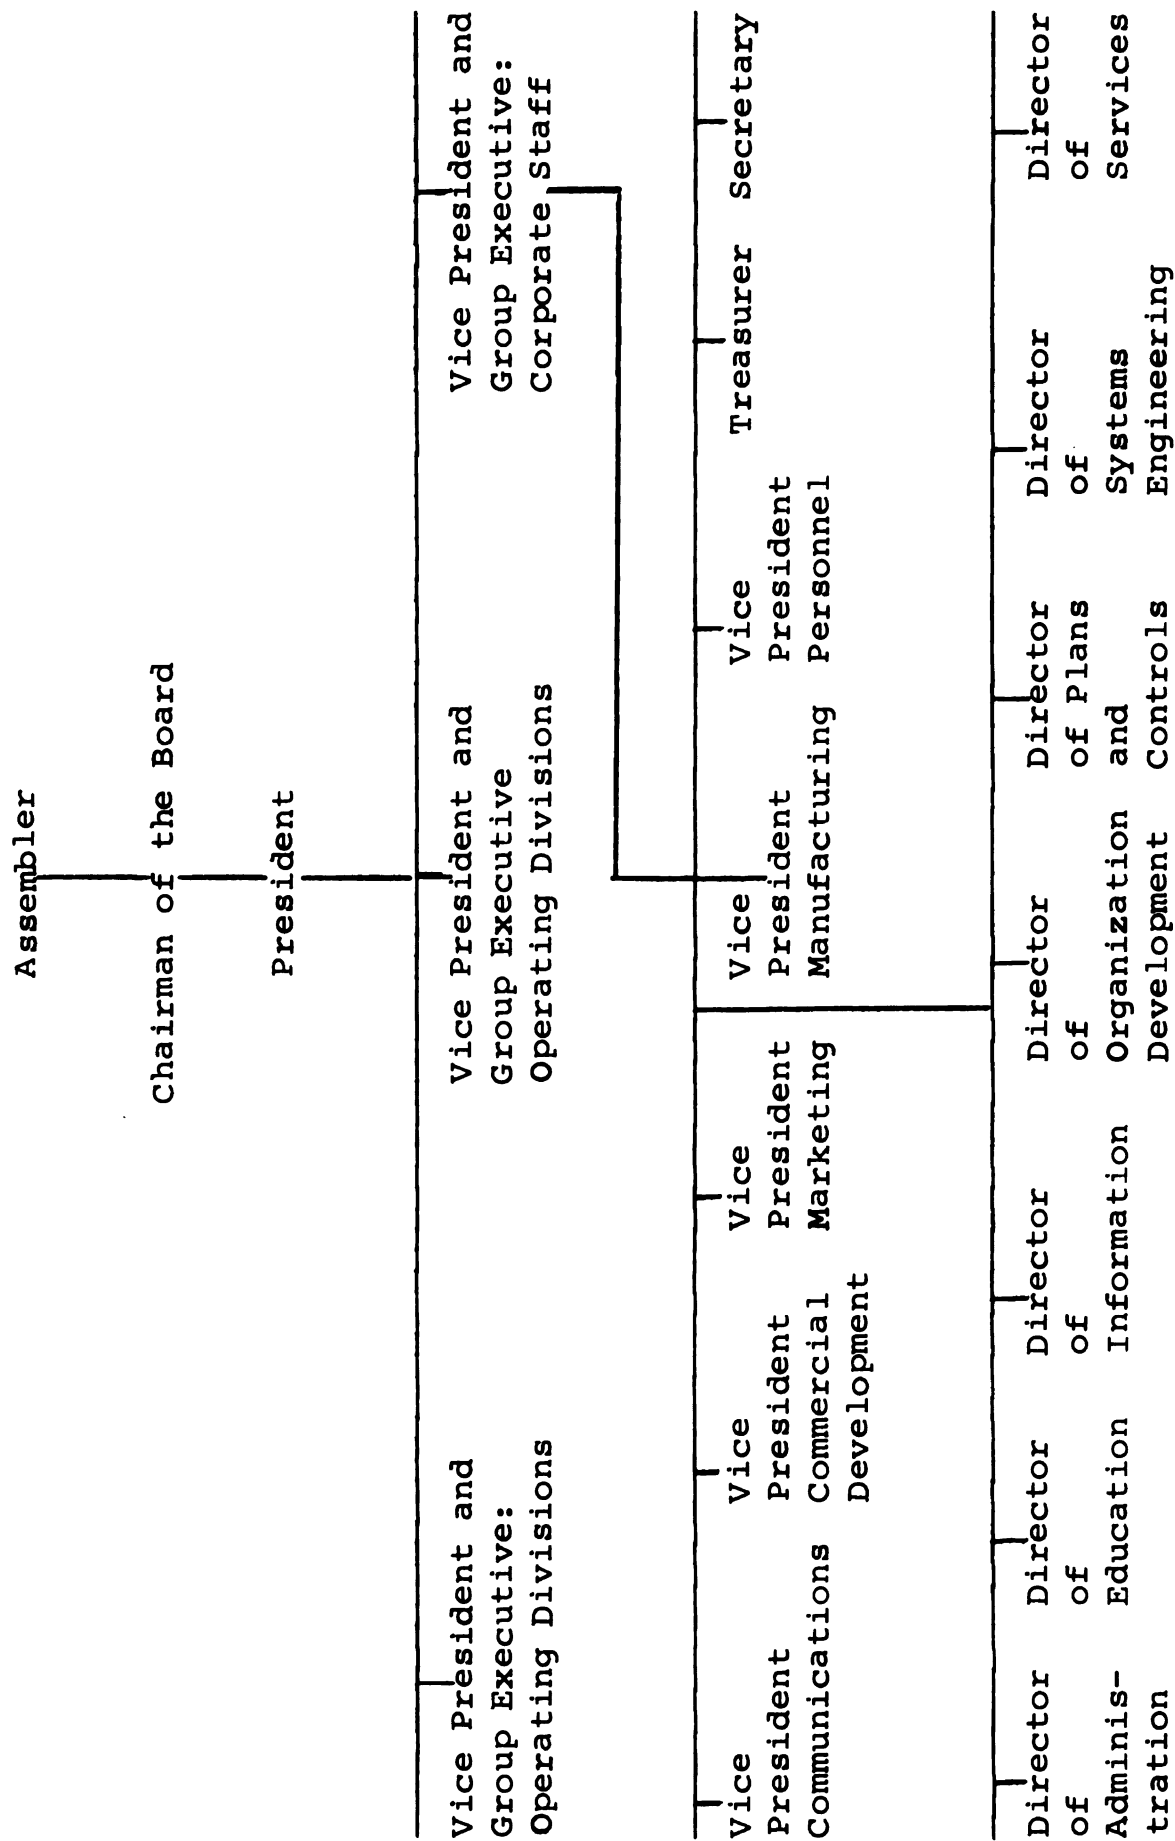 Assembler
Chairman of the Board
President
Vice President and
Group Executive:
Operating Divisions
Vice President and
Group Executive
Operating Divisions
Vice President and
Group Executive:
Corporate Staff
Vice
President
Communications
Vice
President
Commercial
Development
Vice
President
Marketing
Vice
President
Manufacturing
Vice
President
Personnel
Treasurer
Secretary
Director
of
Adminis-
tration
Director
of
Education
Director
of
Information
Director
of
Organization
Development
Director
of Plans
and
Controls
Director
of
Systems
Engineering
Director
of
Services